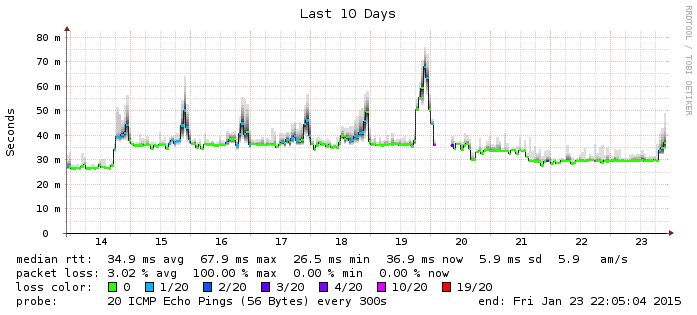 Last 10 Days
RRDTOOL / TOBI OETIKER
Seconds
80 m
70 m
60 m
50 m
40 m
30 m
20 m
10 m
0
14 15 16 17 18 19 20 21 22 23
median rtt: 34.9 ms avg 67.9 ms max 26.5 ms min 36.9 ms now 5.9 ms sd 5.9 am/s
packet loss: 3.02 % avg 100.00 % max 0.00 % min 0.00 % now
loss color: 0 1/20 2/20 3/20 4/20 10/20 19/20
probe: 20 ICMP Echo Pings (56 Bytes) every 300s end: Fri Jan 23 22:05:04 2015